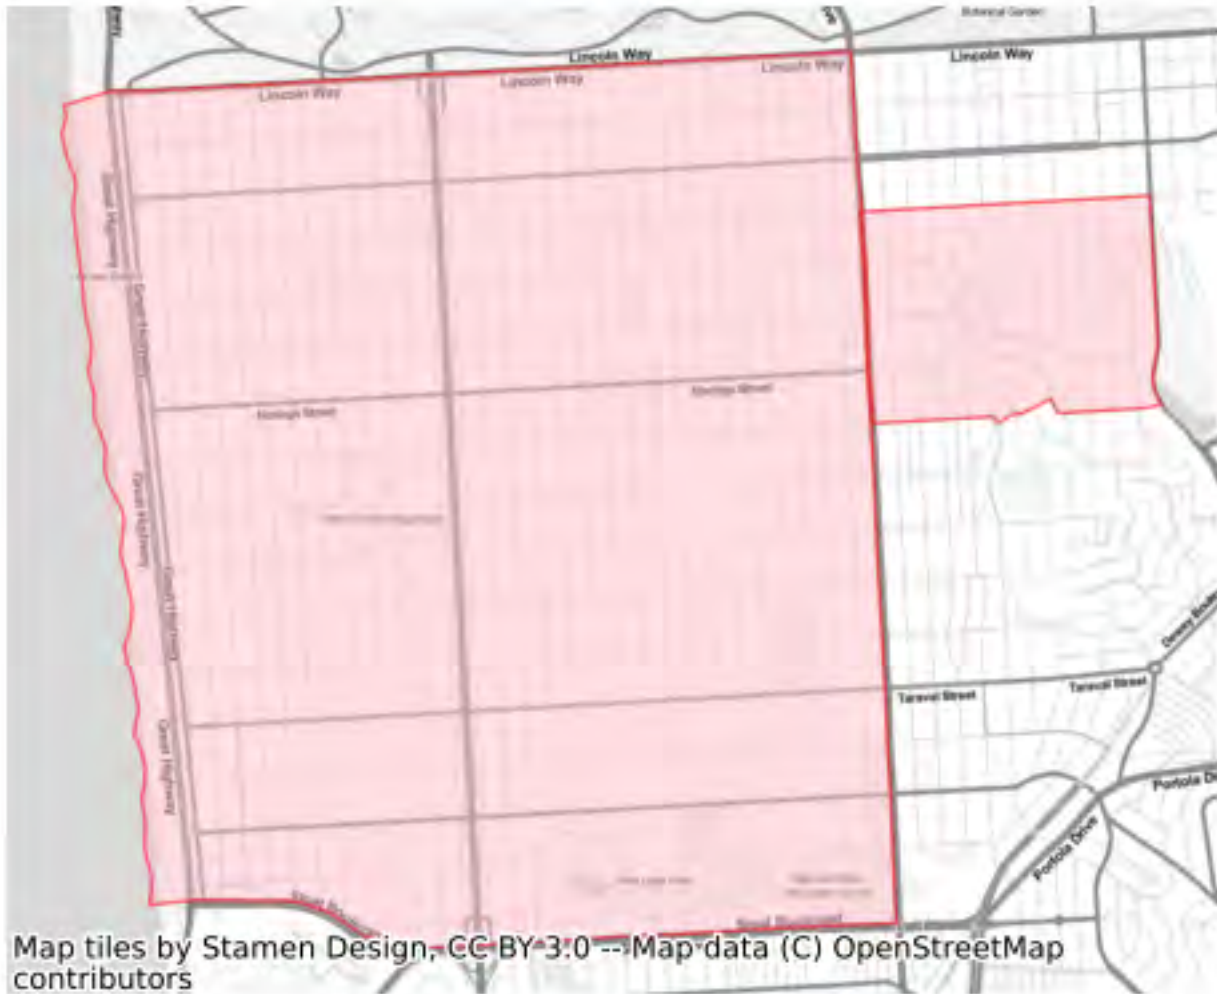 Botanical Garden
Lincoln Way
Lincoln Way
Lincoln Way
Lincoln Way
Lincoln Way
Great Highway
Great Highway
Noriega Street
Noriega Street
Great Highway
Great Highway
Great Highway
Taraval Street
Taraval Street
Dewey Boule
Portola Dr
Portola Drive
Sloat Boulevard
Map tiles by Stamen Design, CC BY 3.0 -- Map data (C) OpenStreetMap
contributors